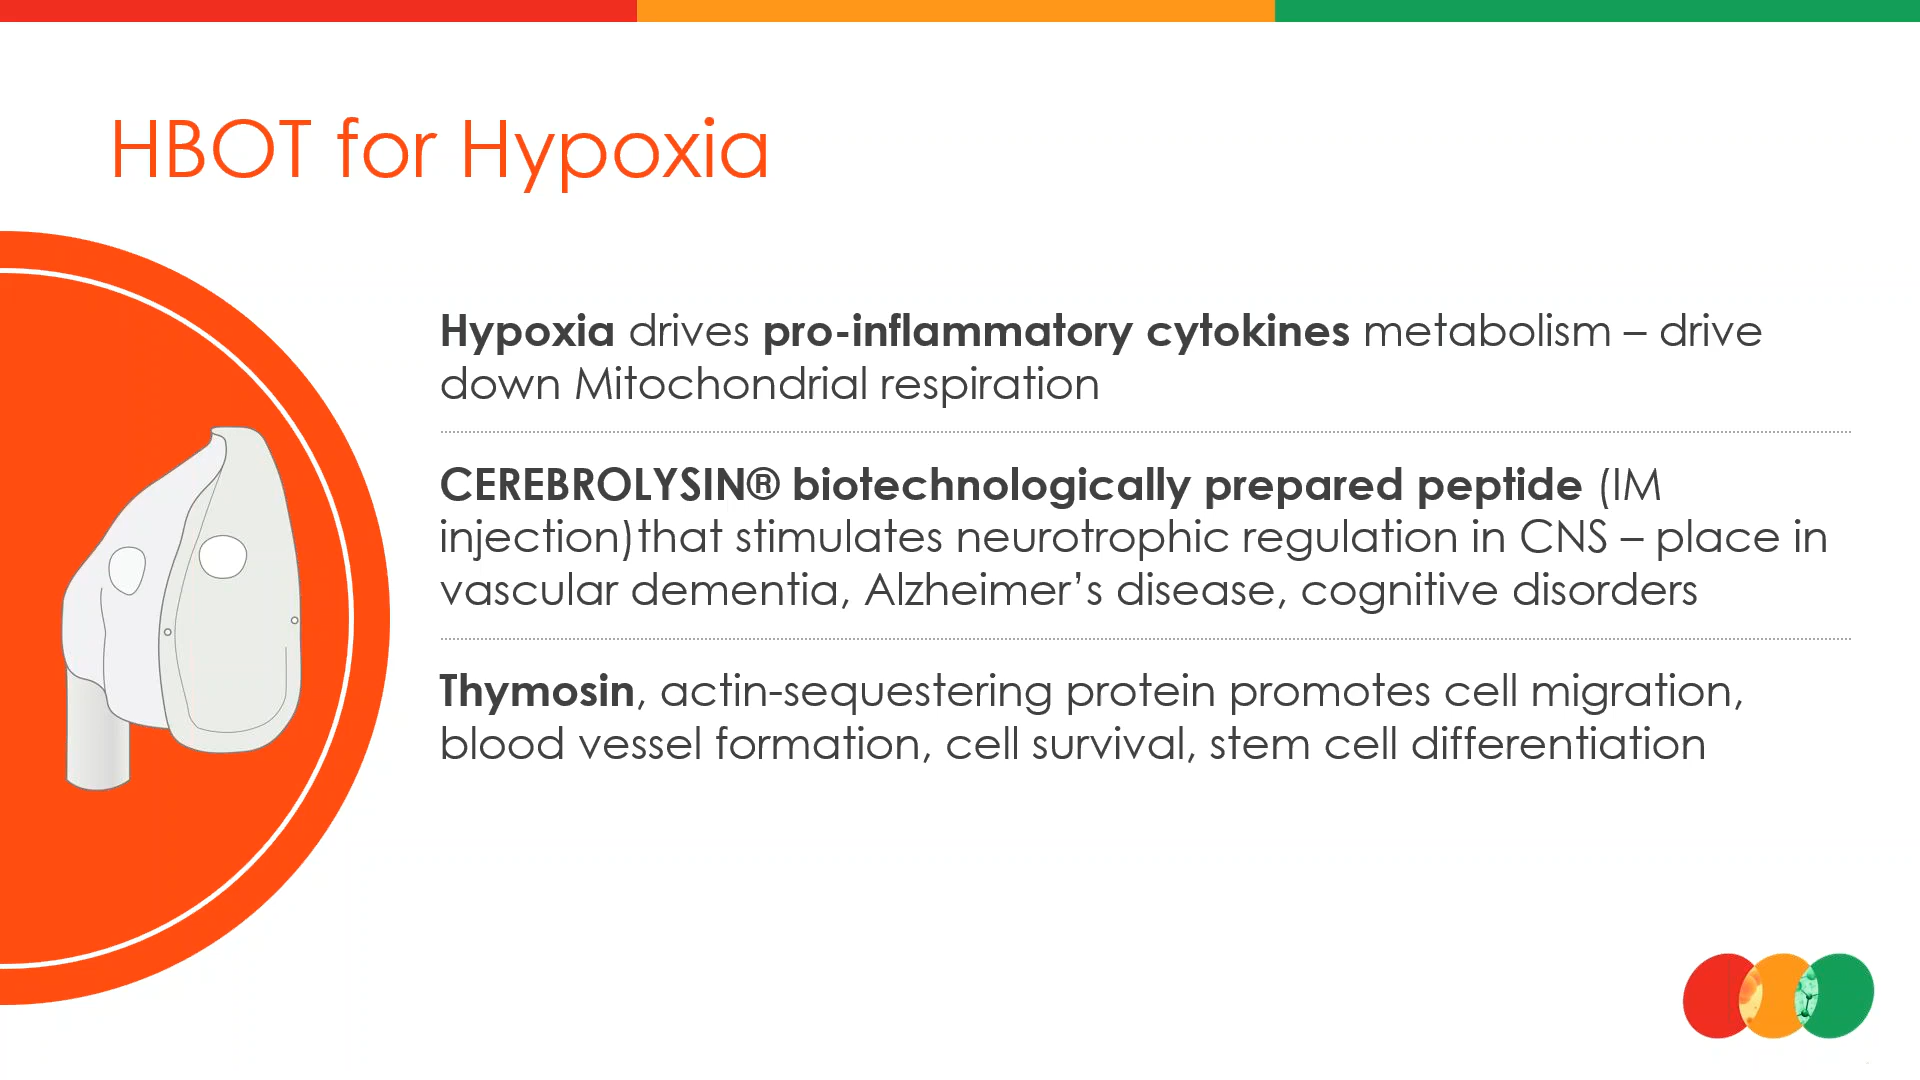 HBOT for Hypoxia
Hypoxia drives pro-inflammatory cytokines metabolism – drive
down Mitochondrial respiration
CEREBROLYSIN® biotechnologically prepared peptide (IM
injection)that stimulates neurotrophic regulation in CNS – place in
vascular dementia, Alzheimer’s disease, cognitive disorders
Thymosin, actin-sequestering protein promotes cell migration,
blood vessel formation, cell survival, stem cell differentiation